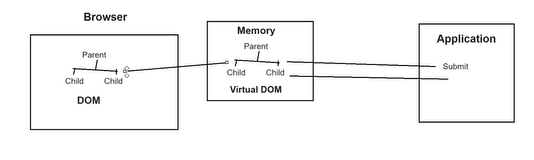 Browser
Parent
Child Child
DOM
Memory
Parent
Child Child
Virtual DOM
Application
Submit